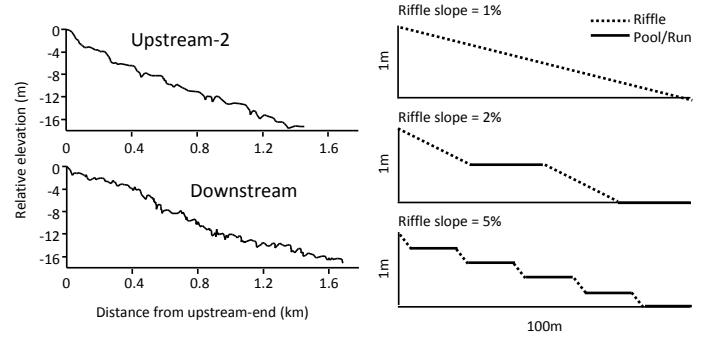 Relative elevation (m)
0
-4
-8
-12
-16
Upstream-2
0
0.4
0.8
1.2
1.6
0
-4
-8
-12
-16
Downstream
0
0.4
0.8
1.2
1.6
Distance from upstream-end (km)
Riffle slope = 1%
Riffle
Pool/Run
1m
Riffle slope = 2%
1m
Riffle slope = 5%
1m
100m